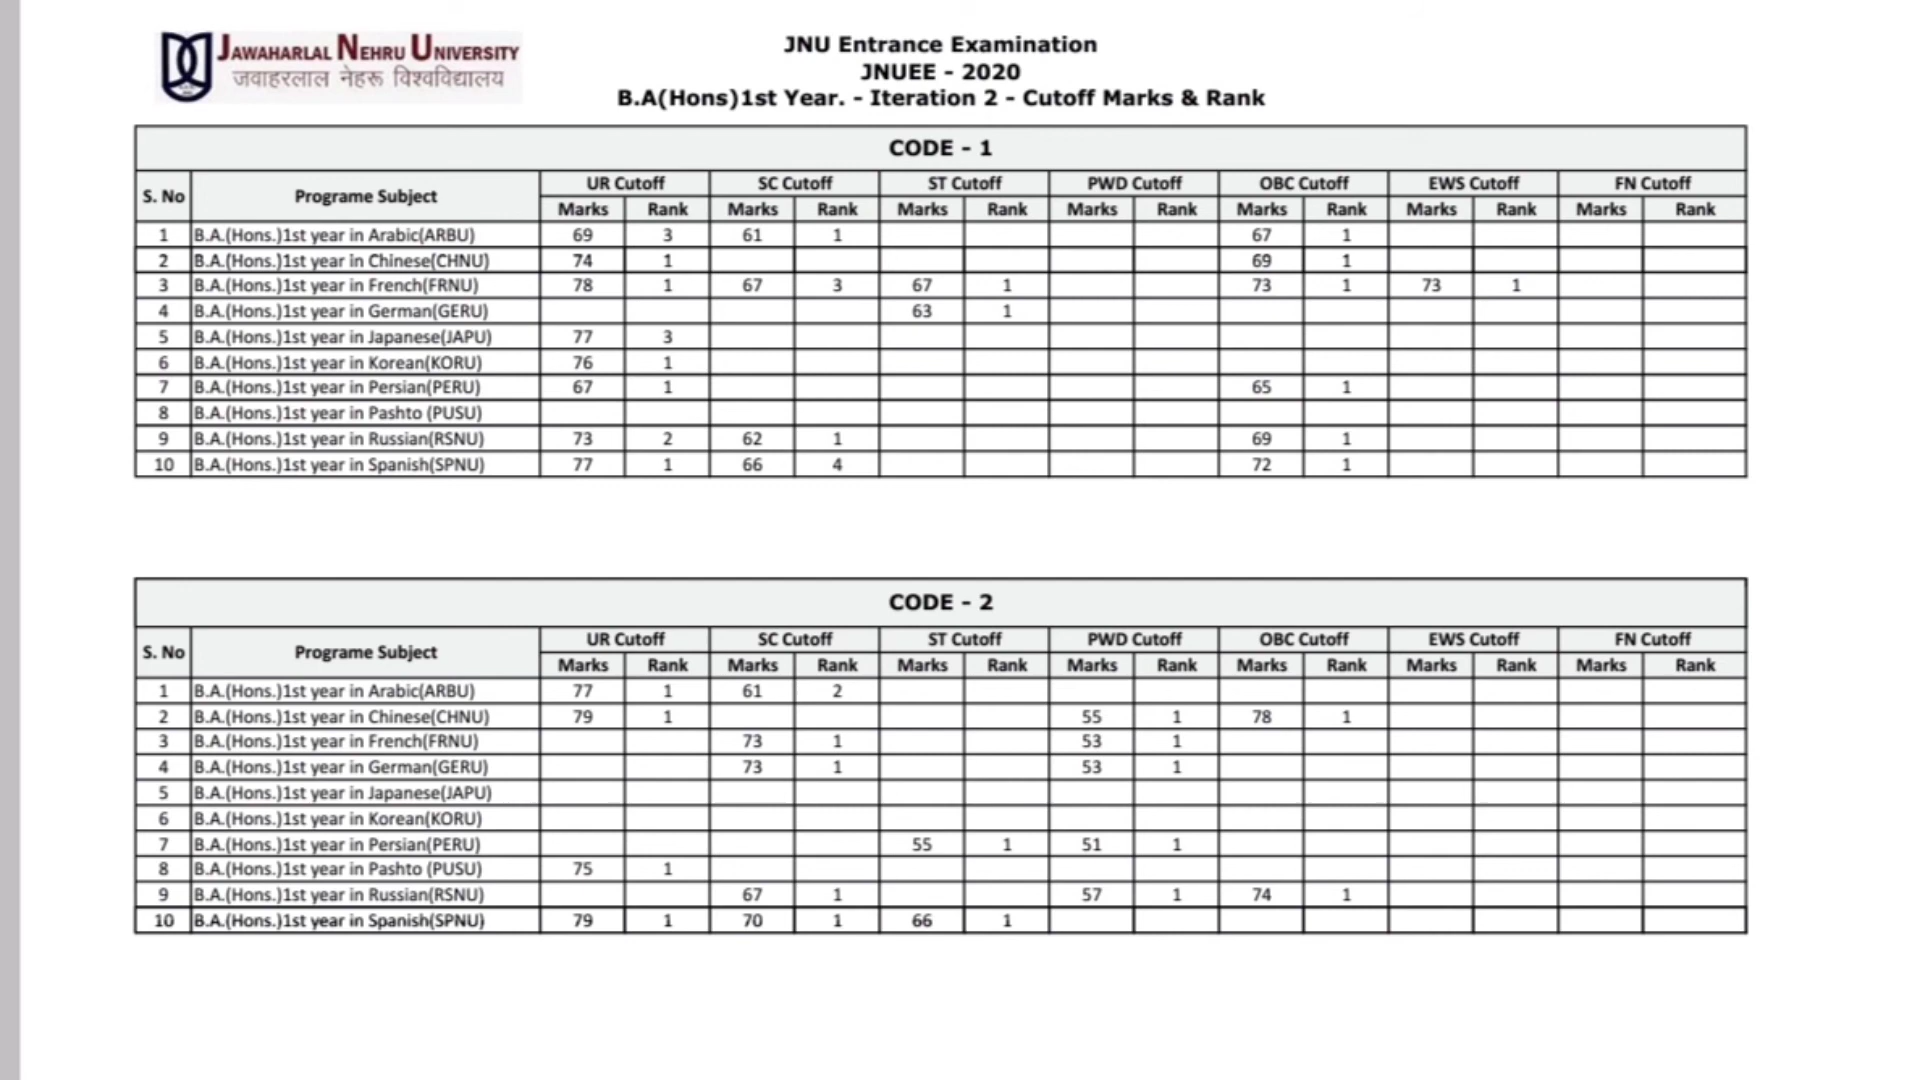 JAWAHARLAL NEHRU UNIVERSITY
जवाहरलाल नेहरू विश्वविद्यालय
JNU Entrance Examination
JNUEE - 2020
B.A(Hons)1st Year. - Iteration 2 - Cutoff Marks & Rank
CODE - 1
S. No Programe Subject UR Cutoff SC Cutoff ST Cutoff PWD Cutoff OBC Cutoff EWS Cutoff FN Cutoff
Marks Rank Marks Rank Marks Rank Marks Rank Marks Rank Marks Rank Marks Rank
1 B.A.(Hons.)1st year in Arabic(ARBU) 69 3 61 1 67 1
2 B.A.(Hons.)1st year in Chinese(CHNU) 74 1 69 1
3 B.A.(Hons.)1st year in French(FRNU) 78 1 67 3 67 1 73 1 73 1
4 B.A.(Hons.)1st year in German(GERU) 63 1
5 B.A.(Hons.)1st year in Japanese(JAPU) 77 3
6 B.A.(Hons.)1st year in Korean(KORU) 76 1
7 B.A.(Hons.)1st year in Persian(PERU) 67 1 65 1
8 B.A.(Hons.)1st year in Pashto (PUSU)
9 B.A.(Hons.)1st year in Russian(RSNU) 73 2 62 1 69 1
10 B.A.(Hons.)1st year in Spanish(SPNU) 77 1 66 4 72 1
CODE - 2
S. No Programe Subject UR Cutoff SC Cutoff ST Cutoff PWD Cutoff OBC Cutoff EWS Cutoff FN Cutoff
Marks Rank Marks Rank Marks Rank Marks Rank Marks Rank Marks Rank Marks Rank
1 B.A.(Hons.)1st year in Arabic(ARBU) 77 1 61 2
2 B.A.(Hons.)1st year in Chinese(CHNU) 79 1 55 1 78 1
3 B.A.(Hons.)1st year in French(FRNU) 73 1 53 1
4 B.A.(Hons.)1st year in German(GERU) 73 1 53 1
5 B.A.(Hons.)1st year in Japanese(JAPU)
6 B.A.(Hons.)1st year in Korean(KORU)
7 B.A.(Hons.)1st year in Persian(PERU) 55 1 51 1
8 B.A.(Hons.)1st year in Pashto (PUSU) 75 1
9 B.A.(Hons.)1st year in Russian(RSNU) 67 1 57 1 74 1
10 B.A.(Hons.)1st year in Spanish(SPNU) 79 1 70 1 66 1